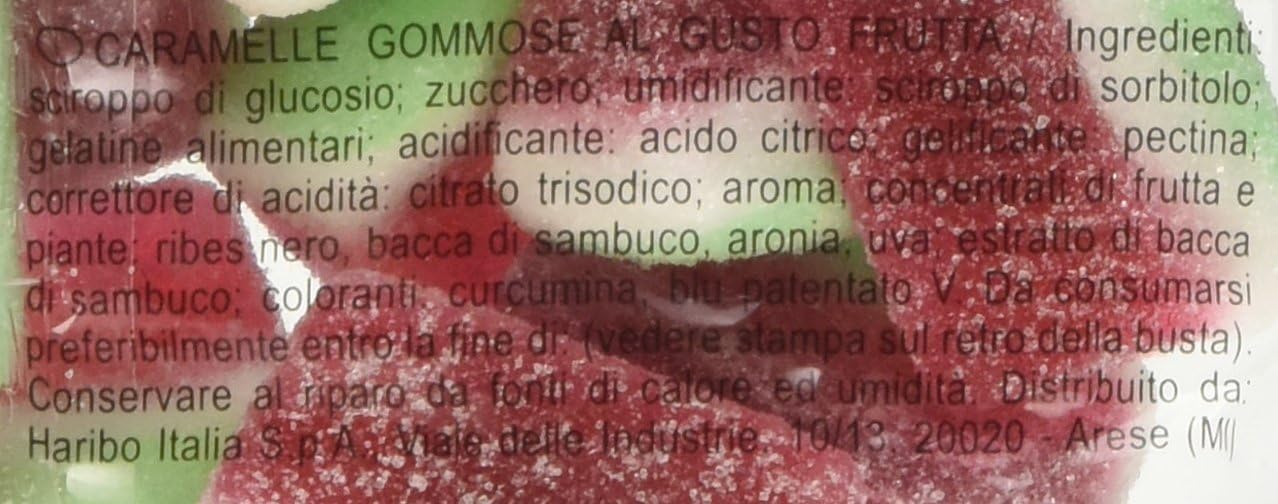 CARAMELLE GOMMOSE AL GUSTO FRUTTA / Ingredienti:
sciroppo di glucosio; zucchero; umidificante: sciroppo di sorbitolo;
gelatine alimentari; acidificante: acido citrico; gelificante: pectina;
correttore di acidità: citrato trisodico; aroma; concentrati di frutta e
piante: ribes nero, bacca di sambuco, aronia, uva; estratto di bacca
di sambuco; coloranti: curcumina, blu patentato V. Da consumarsi
preferibilmente entro la fine di: (vedere stampa sul retro della busta).
Conservare al riparo da fonti di calore ed umidità. Distribuito da:
Haribo Italia S.p.A., Viale delle Industrie, 10/13, 20020 - Arese (MI)